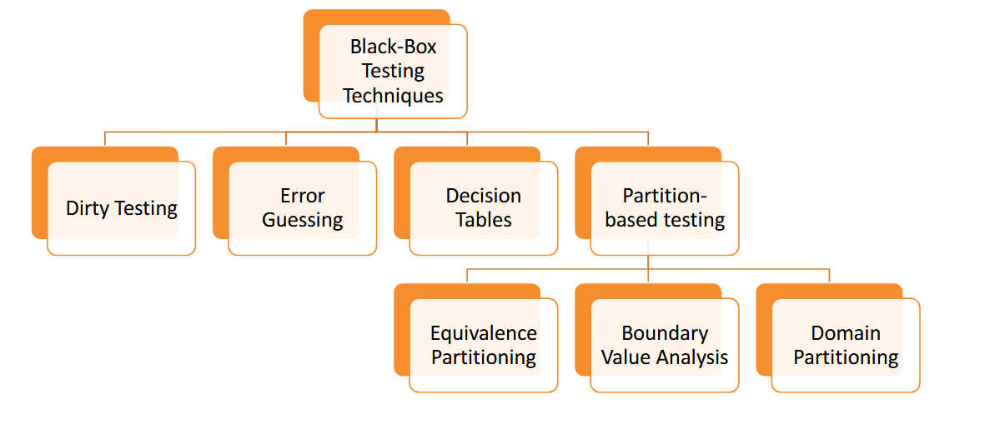 Black-Box
Testing
Techniques
Dirty Testing
Error
Guessing
Decision
Tables
Partition-
based testing
Equivalence
Partitioning
Boundary
Value Analysis
Domain
Partitioning